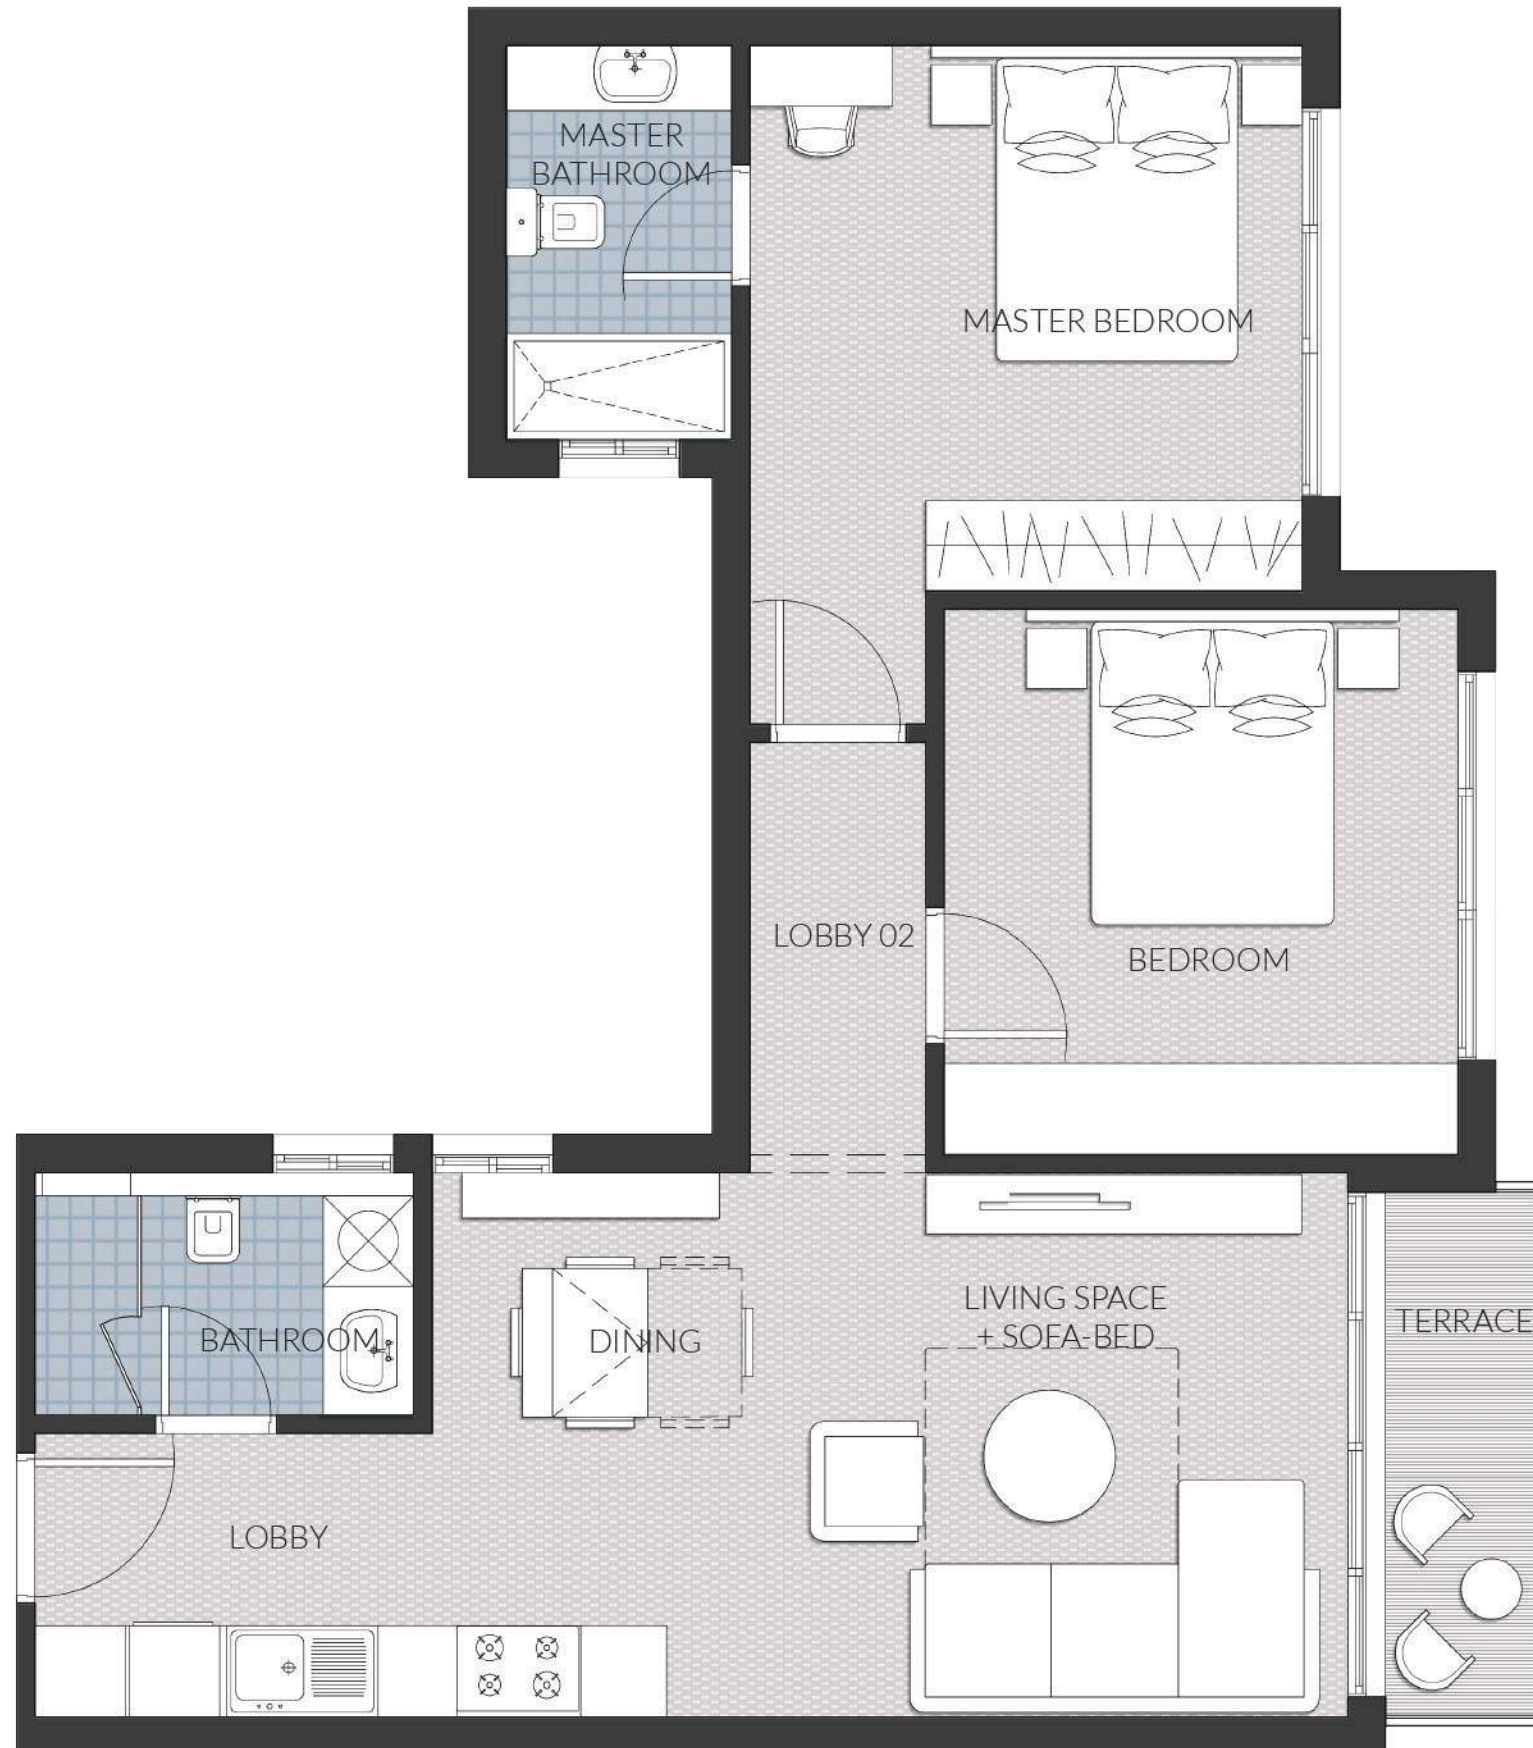 MASTER
BATHROOM
MASTER BEDROOM
LOBBY 02
BEDROOM
LIVING SPACE
+ SOFA-BED
TERRACE
BATHROOM
DINING
LOBBY